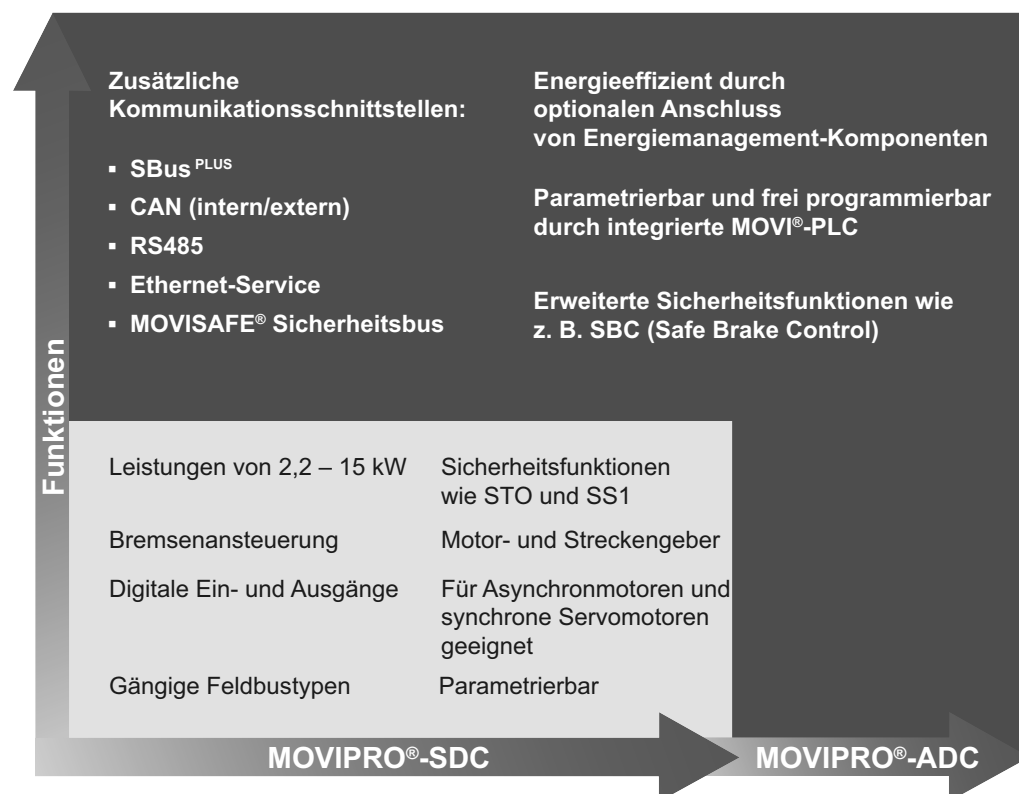 Zusätzliche
Kommunikationsschnittstellen:
▪ SBus PLUS
▪ CAN (intern/extern)
▪ RS485
▪ Ethernet-Service
▪ MOVISAFE® Sicherheitsbus
Energieeffizient durch
optionalen Anschluss
von Energiemanagement-Komponenten
Parametrierbar und frei programmierbar
durch integrierte MOVI®-PLC
Erweiterte Sicherheitsfunktionen wie
z. B. SBC (Safe Brake Control)
Funktionen
Leistungen von 2,2 – 15 kW
Bremsenansteuerung
Digitale Ein- und Ausgänge
Gängige Feldbustypen
Sicherheitsfunktionen
wie STO und SS1
Motor- und Streckengeber
Für Asynchronmotoren und
synchrone Servomotoren
geeignet
Parametrierbar
MOVIPRO®-SDC
MOVIPRO®-ADC